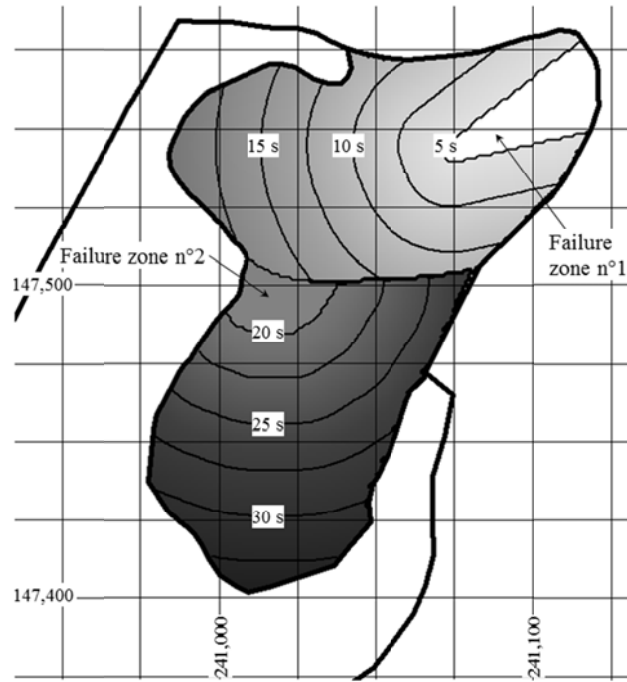 15 s
10 s
5 s
Failure zone n°2
Failure
zone n°1
147,500
20 s
25 s
30 s
147,400
241,000
241,100